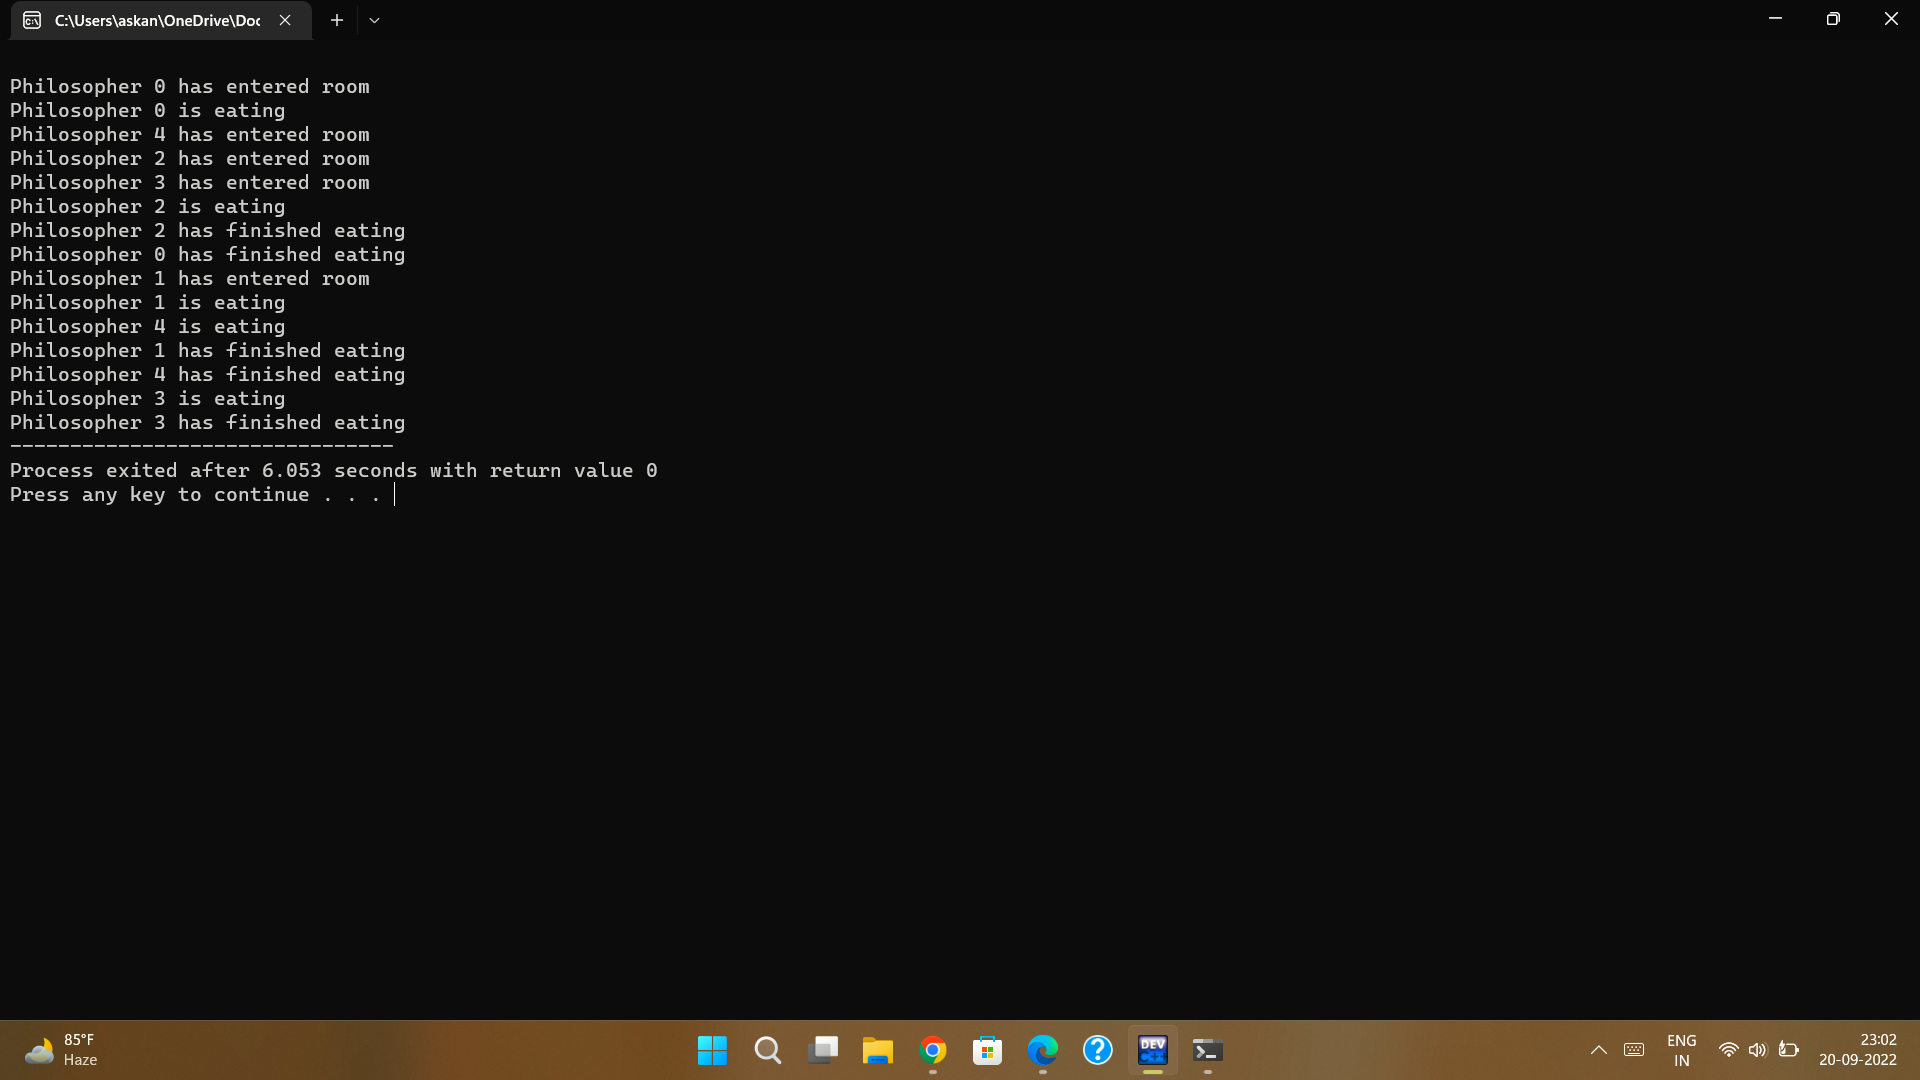 C:\Users\askan\OneDrive\Doc
Philosopher 0 has entered room
Philosopher 0 is eating
Philosopher 4 has entered room
Philosopher 2 has entered room
Philosopher 3 has entered room
Philosopher 2 is eating
Philosopher 2 has finished eating
Philosopher 0 has finished eating
Philosopher 1 has entered room
Philosopher 1 is eating
Philosopher 4 is eating
Philosopher 1 has finished eating
Philosopher 4 has finished eating
Philosopher 3 is eating
Philosopher 3 has finished eating
--------------------------------
Process exited after 6.053 seconds with return value 0
Press any key to continue . . .
85°F
Haze
DEV
C++
ENG
IN
23:02
20-09-2022